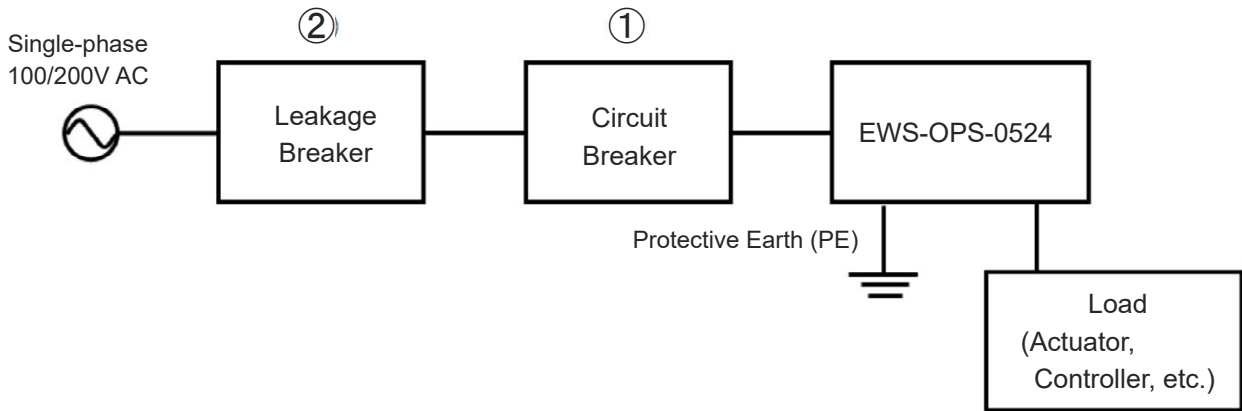 Single-phase
100/200V AC
②
Leakage
Breaker
①
Circuit
Breaker
EWS-OPS-0524
Protective Earth (PE)
Load
(Actuator,
Controller, etc.)